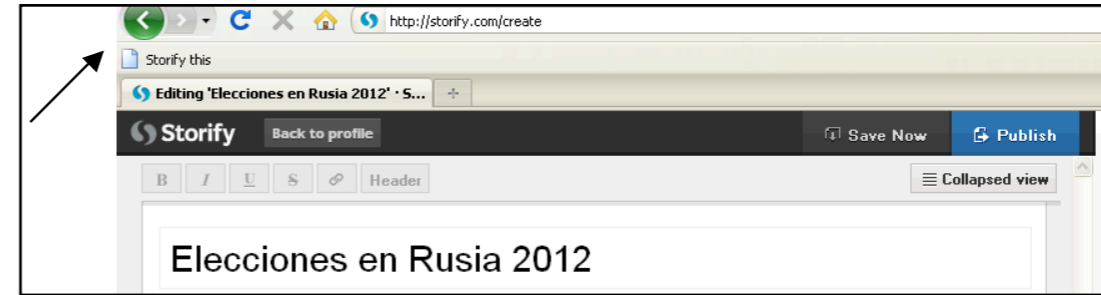 http://storify.com/create
Storify this
Editing 'Elecciones en Rusia 2012' · S...
Storify Back to profile Save Now Publish
B I U S Header Collapsed view
Elecciones en Rusia 2012